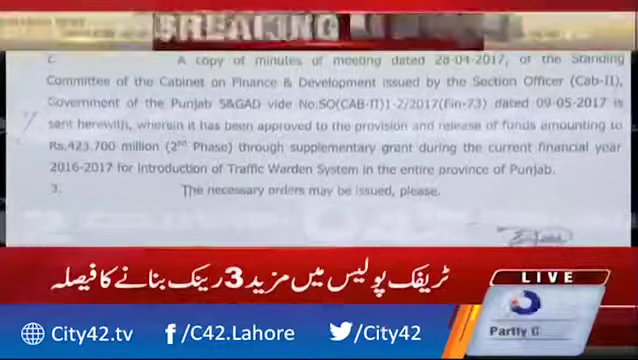 BREAKING
2. A copy of minutes of meeting dated 28-04-2017, of the Standing
Committee of the Cabinet on Finance & Development issued by the Section Officer (Cab-II),
Government of the Punjab S&GAD vide No.SO(CAB-II)1-2/2017(Fin-73) dated 09-05-2017 is
sent herewith, wherein it has been approved to the provision and release of funds amounting to
Rs.423.700 million (2nd Phase) through supplementary grant during the current financial year
2016-2017 for Introduction of Traffic Warden System in the entire province of Punjab.
3. The necessary orders may be issued, please.
ٹریفک پولیس میں مزید 3 رینک بنانے کا فیصلہ
LIVE
City42.tv
/C42.Lahore
/City42
Partly